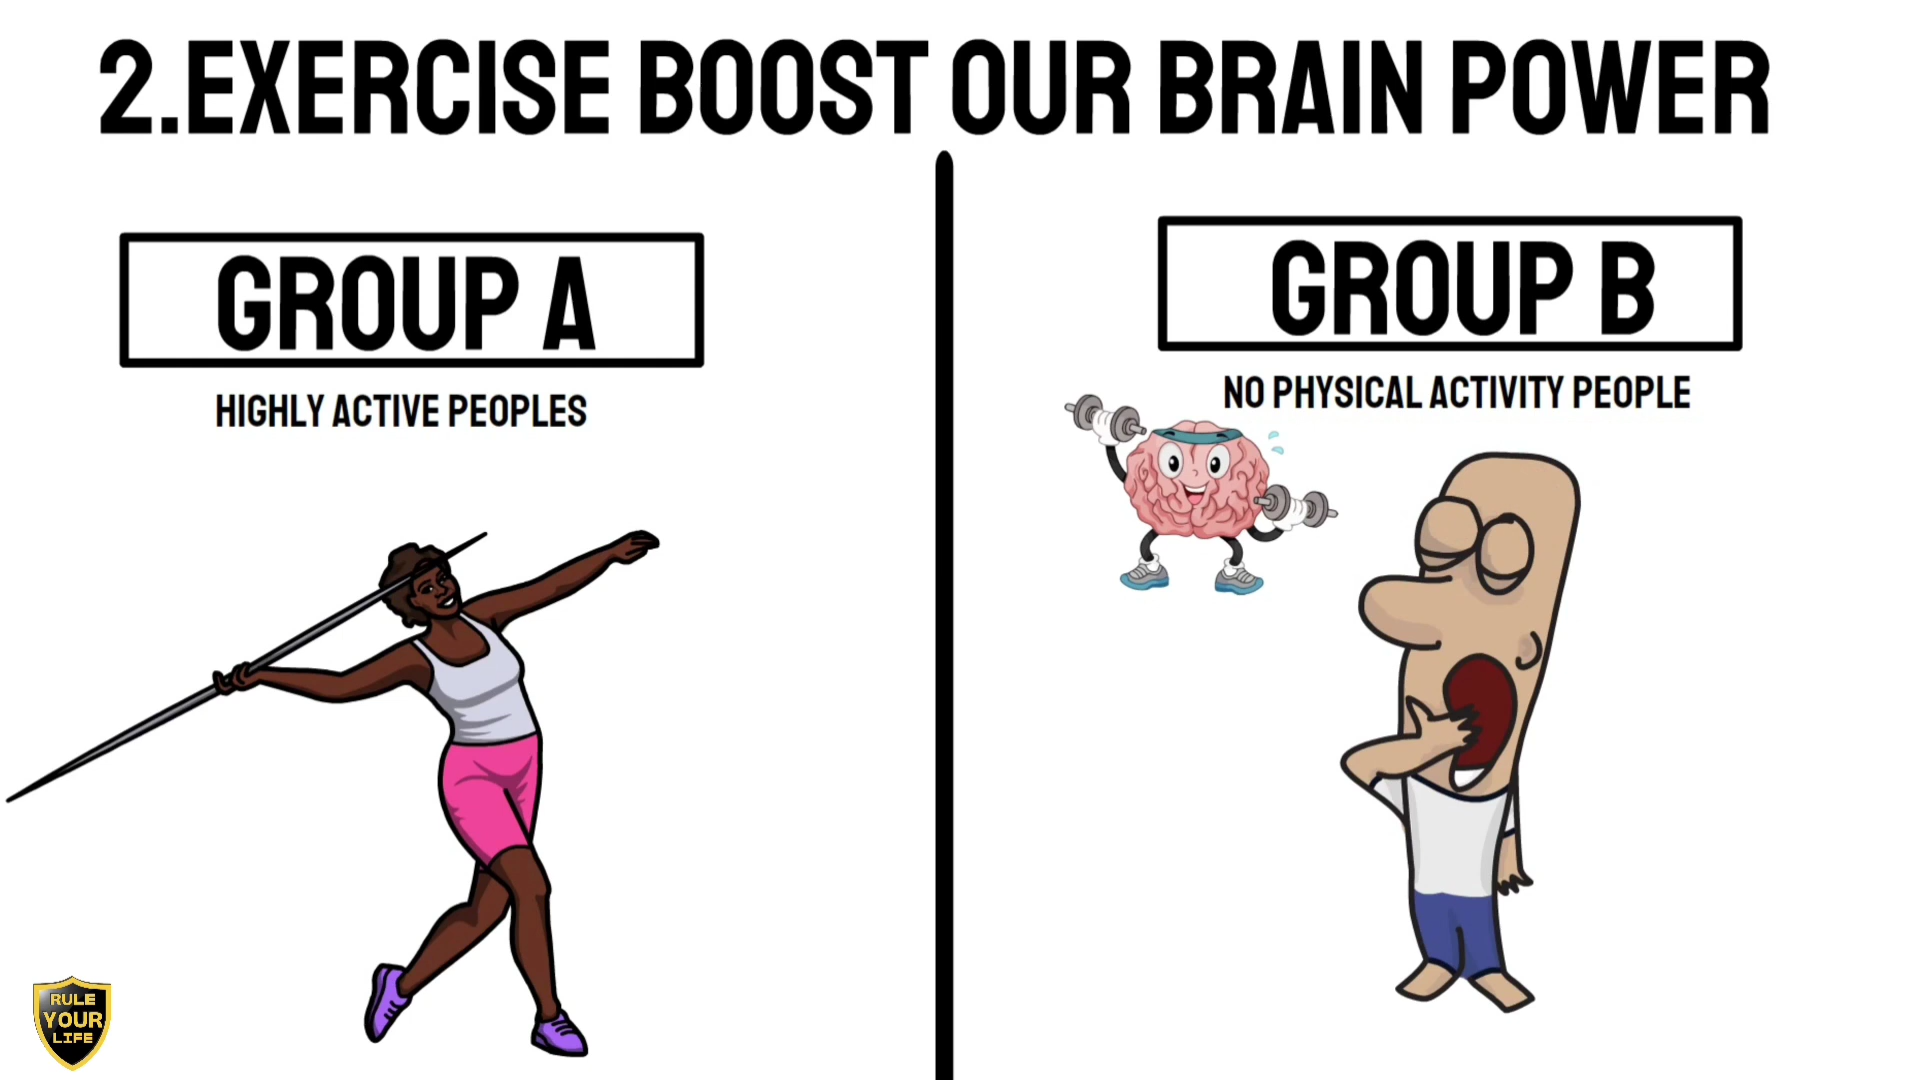 2.EXERCISE BOOST OUR BRAIN POWER
GROUP A
HIGHLY ACTIVE PEOPLES
GROUP B
NO PHYSICAL ACTIVITY PEOPLE
RULE
YOUR
LIFE